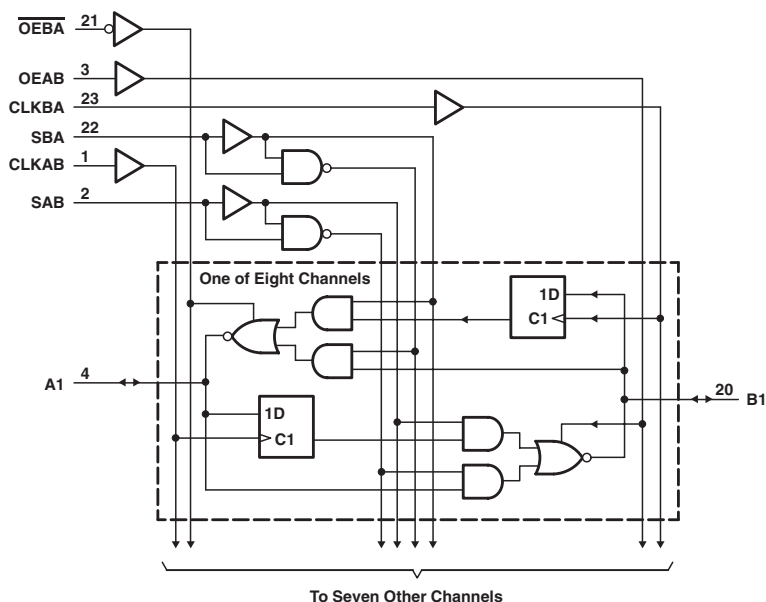 OEBA 21
OEAB 3
CLKBA 23
SBA 22
CLKAB 1
SAB 2
One of Eight Channels
1D
C1
A1 4
20 B1
1D
C1
To Seven Other Channels